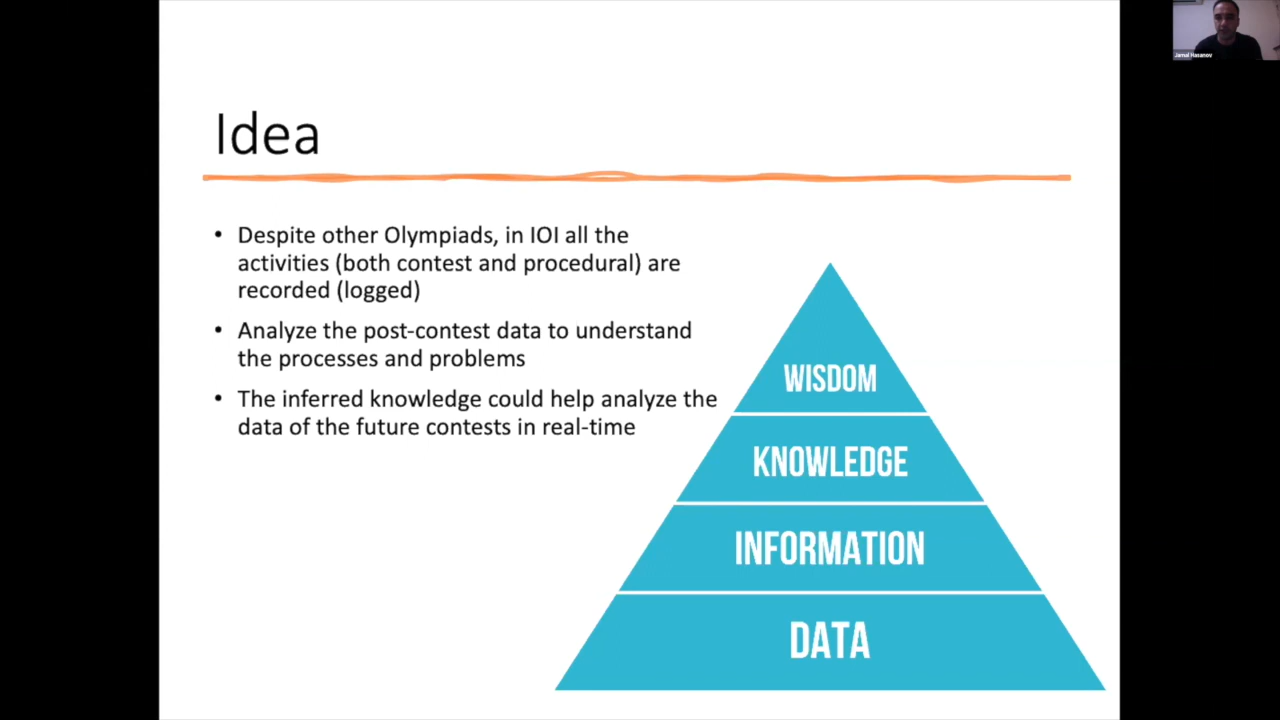 Jamal Hasanov
Idea
• Despite other Olympiads, in IOI all the
activities (both contest and procedural) are
recorded (logged)
• Analyze the post-contest data to understand
the processes and problems
• The inferred knowledge could help analyze the
data of the future contests in real-time
WISDOM
KNOWLEDGE
INFORMATION
DATA